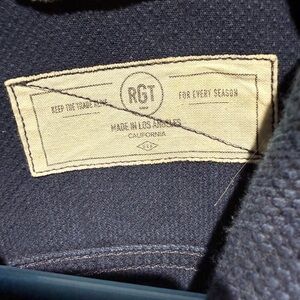 RGT
KEEP THE TRADE ALIVE
FOR EVERY SEASON
MADE IN LOS ANGELES
CALIFORNIA